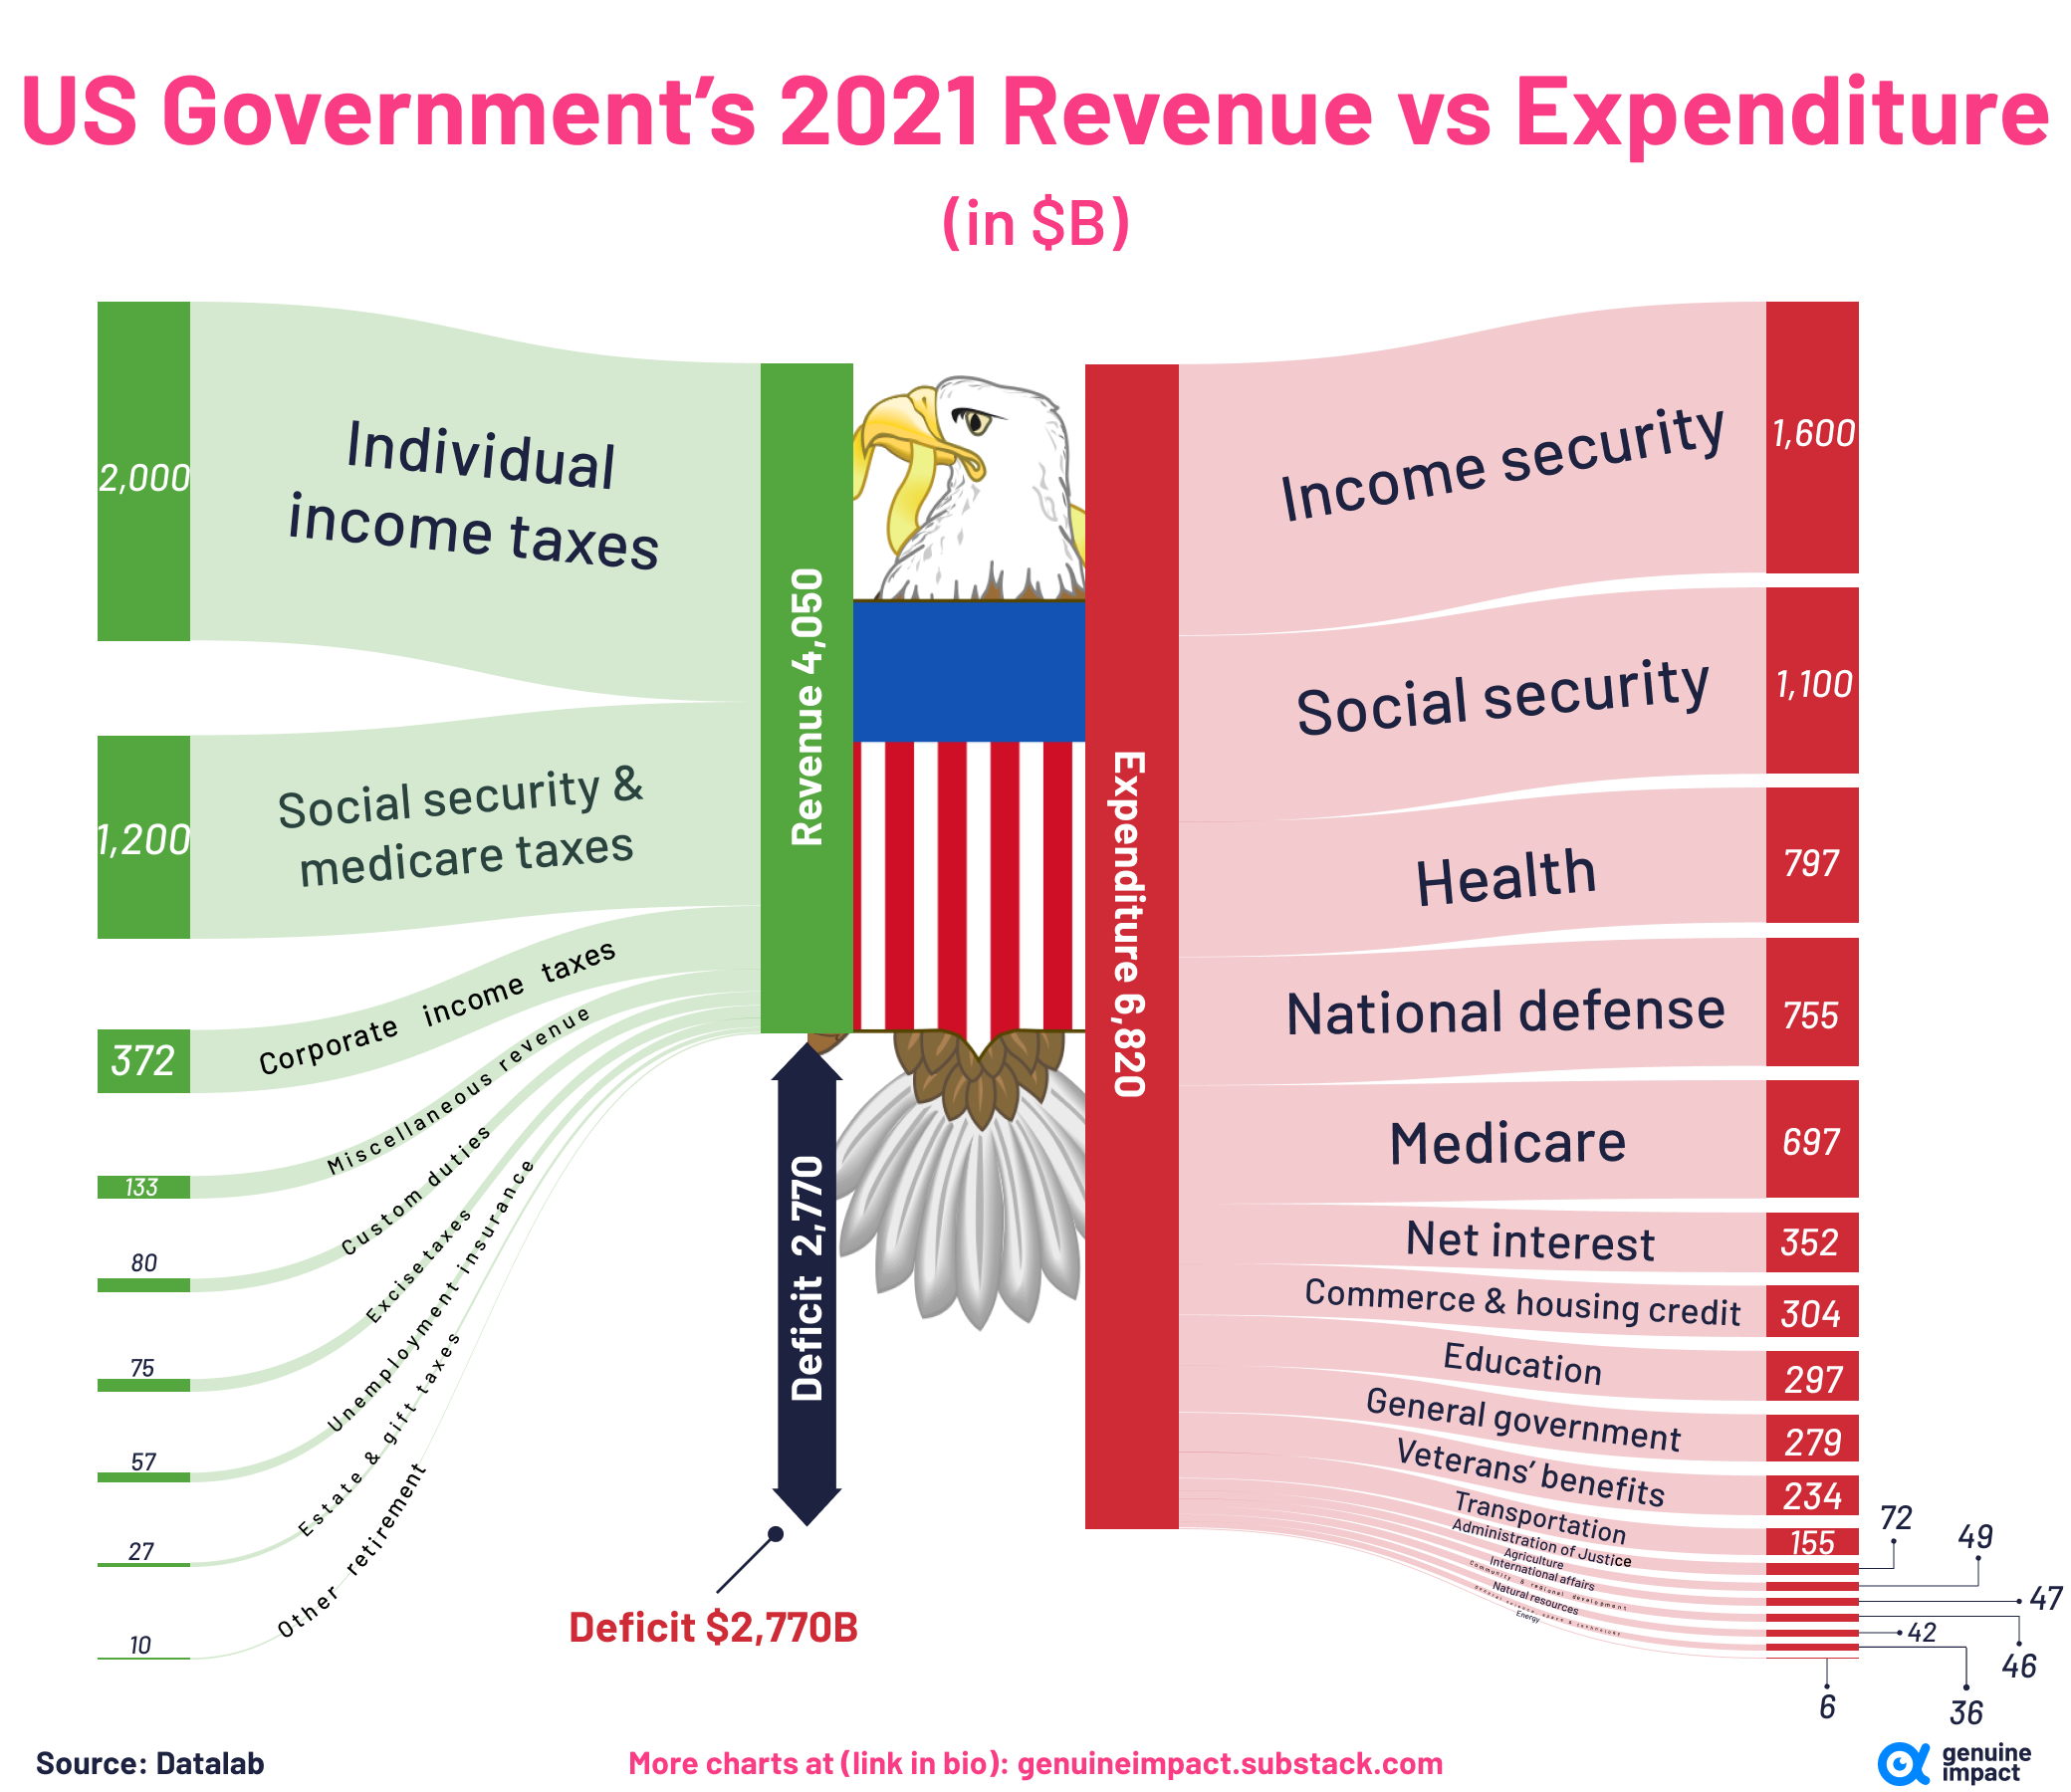 US Government’s 2021 Revenue vs Expenditure
(in $B)
2,000
Individual
income taxes
1,200
Social security &
medicare taxes
372
Corporate income taxes
133
Miscellaneous revenue
80
Custom duties
75
Excise taxes
57
Unemployment insurance
27
Estate & gift taxes
10
Other retirement
Revenue 4,050
Deficit 2,770
Deficit $2,770B
Expenditure 6,820
Income security
1,600
Social security
1,100
Health
797
National defense
755
Medicare
697
Net interest
352
Commerce & housing credit
304
Education
297
General government
279
Veterans’ benefits
234
Transportation
155
Administration of Justice
72
Agriculture
49
International affairs
47
Community & regional development
46
Natural resources
42
General science, space & technology
36
Energy
6
Source: Datalab
More charts at (link in bio): genuineimpact.substack.com
genuine
impact